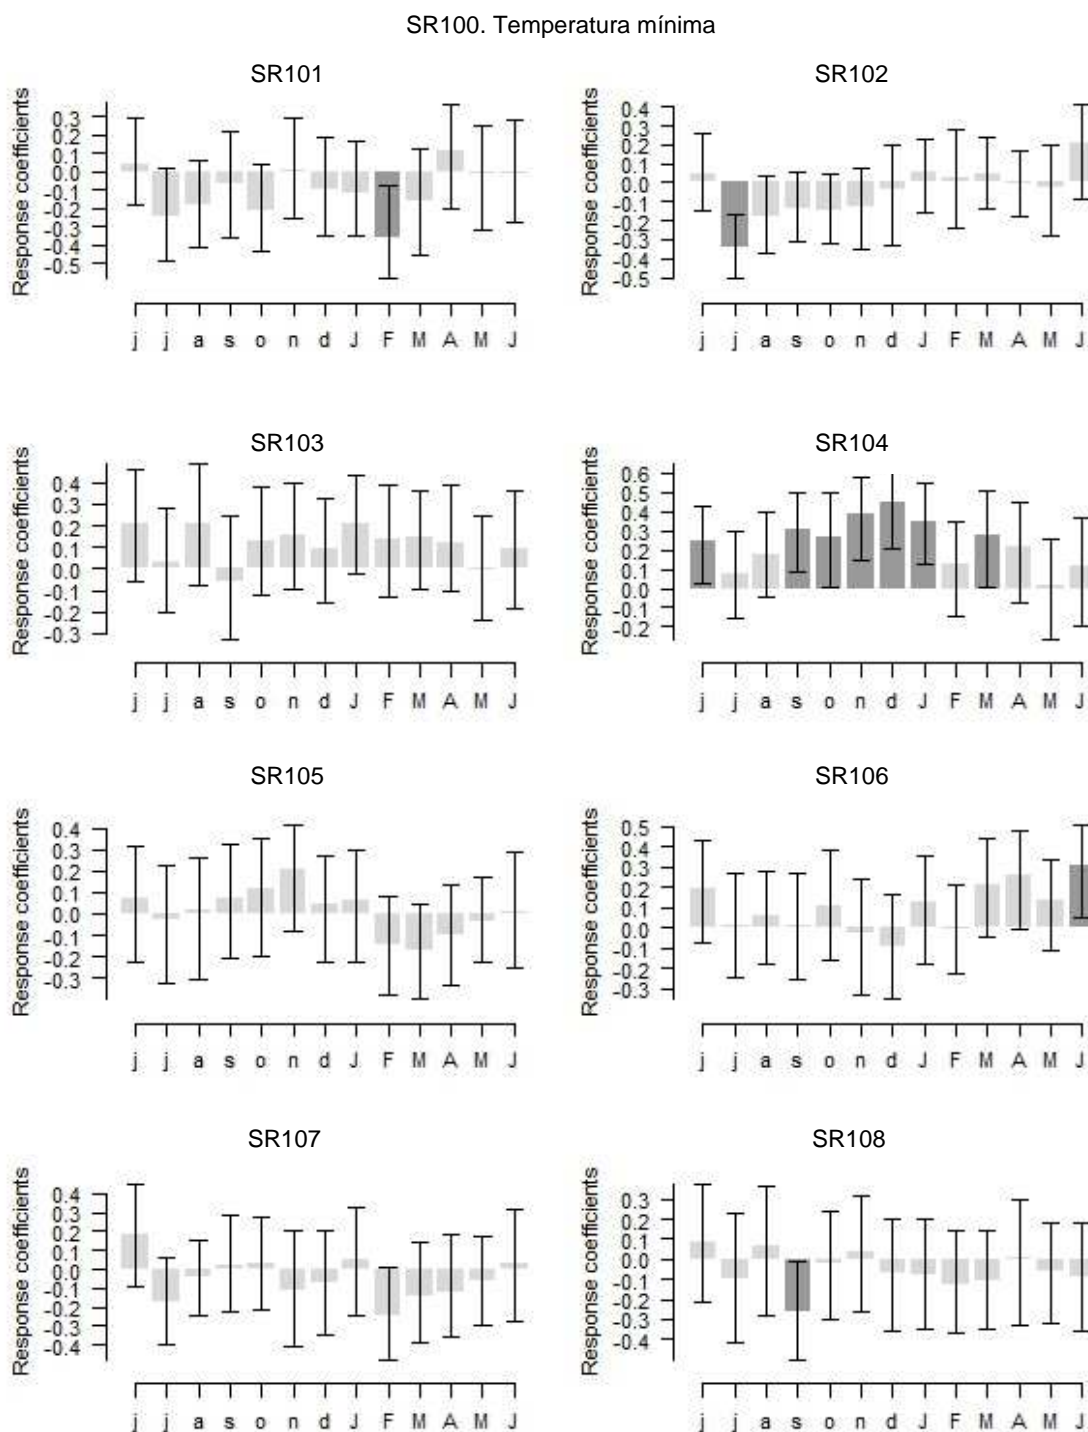 SR100. Temperatura mínima
SR101
Response coefficients
0.3
0.2
0.1
0.0
-0.1
-0.2
-0.3
-0.4
-0.5
j j a s o n d J F M A M J
SR102
Response coefficients
0.4
0.3
0.2
0.1
0.0
-0.1
-0.2
-0.3
-0.4
-0.5
j j a s o n d J F M A M J
SR103
Response coefficients
0.4
0.3
0.2
0.1
0.0
-0.1
-0.2
-0.3
j j a s o n d J F M A M J
SR104
Response coefficients
0.6
0.5
0.4
0.3
0.2
0.1
0.0
-0.1
-0.2
j j a s o n d J F M A M J
SR105
Response coefficients
0.4
0.3
0.2
0.1
0.0
-0.1
-0.2
-0.3
j j a s o n d J F M A M J
SR106
Response coefficients
0.5
0.4
0.3
0.2
0.1
0.0
-0.1
-0.2
-0.3
j j a s o n d J F M A M J
SR107
Response coefficients
0.4
0.3
0.2
0.1
0.0
-0.1
-0.2
-0.3
-0.4
j j a s o n d J F M A M J
SR108
Response coefficients
0.3
0.2
0.1
0.0
-0.1
-0.2
-0.3
-0.4
j j a s o n d J F M A M J